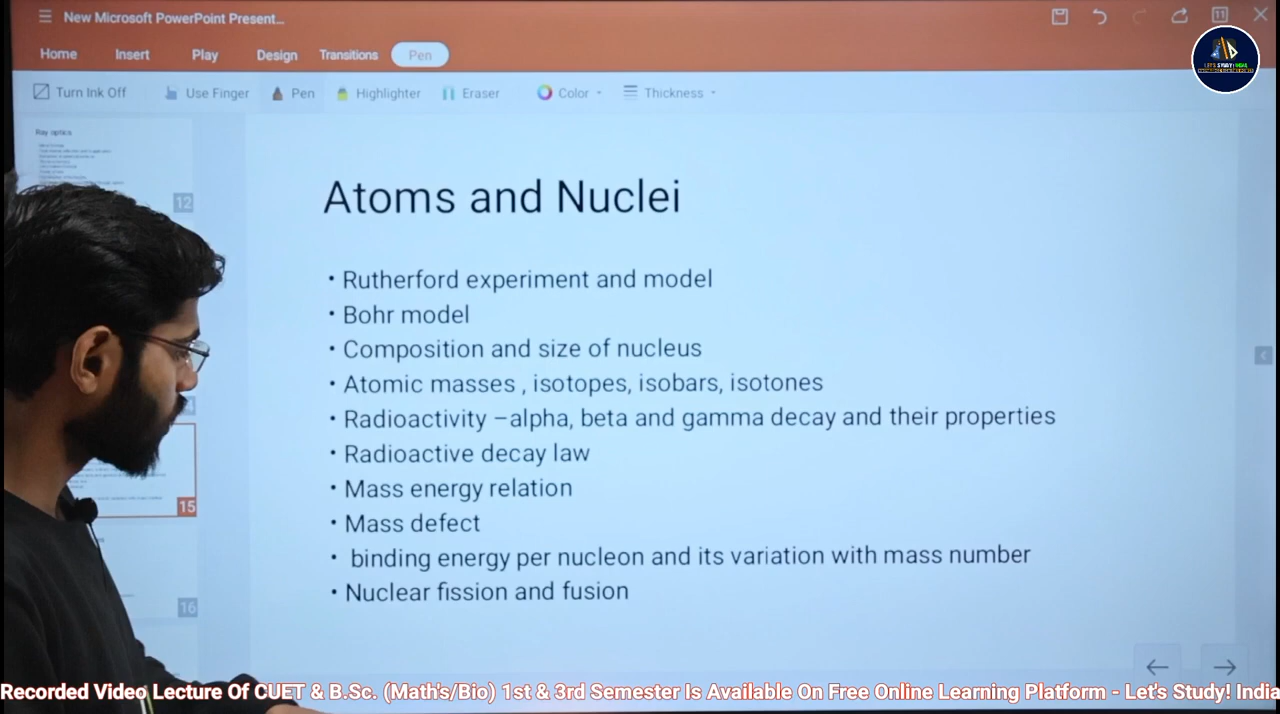 New Microsoft PowerPoint Present...
11
Home Insert Play Design Transitions Pen
LET'S STUDY! INDIA
Turn Ink Off Use Finger Pen Highlighter Eraser Color Thickness
Ray optics
12
Atoms and Nuclei
• Rutherford experiment and model
• Bohr model
• Composition and size of nucleus
• Atomic masses , isotopes, isobars, isotones
• Radioactivity –alpha, beta and gamma decay and their properties
• Radioactive decay law
• Mass energy relation
15
• Mass defect
• binding energy per nucleon and its variation with mass number
• Nuclear fission and fusion
16
Recorded Video Lecture Of CUET & B.Sc. (Math's/Bio) 1st & 3rd Semester Is Available On Free Online Learning Platform - Let's Study! India